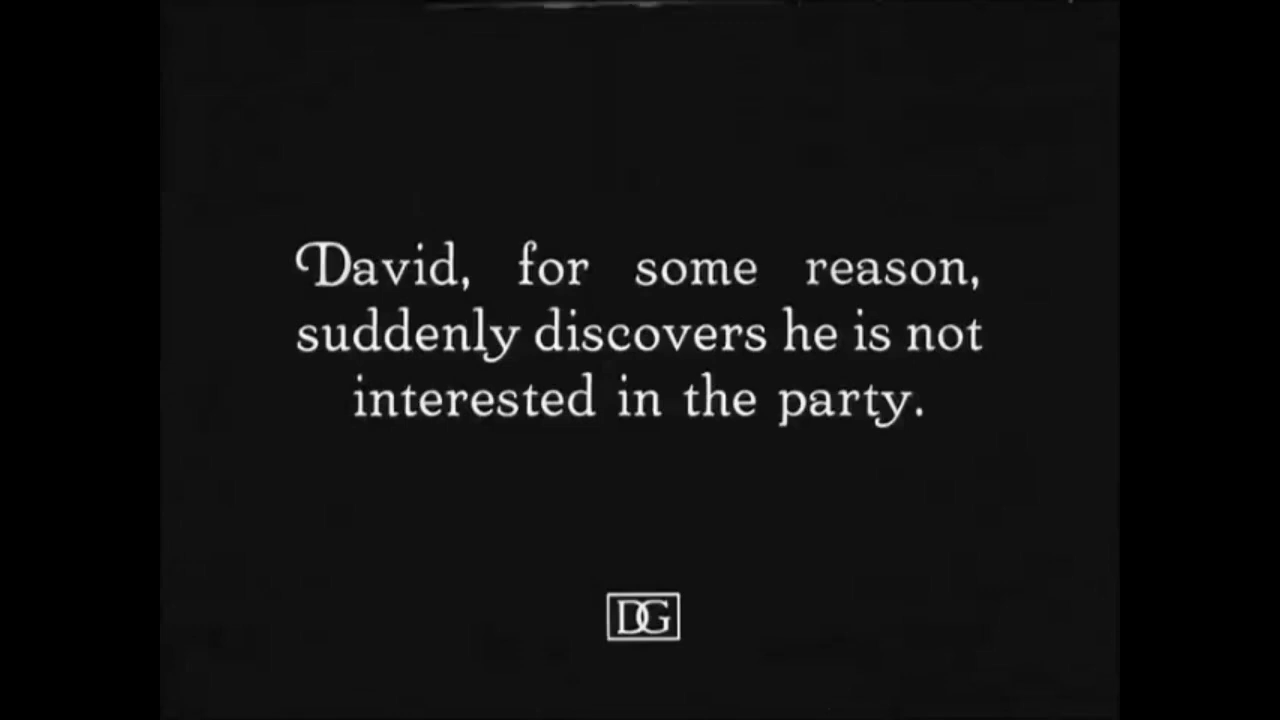 David, for some reason,
suddenly discovers he is not
interested in the party.
DG